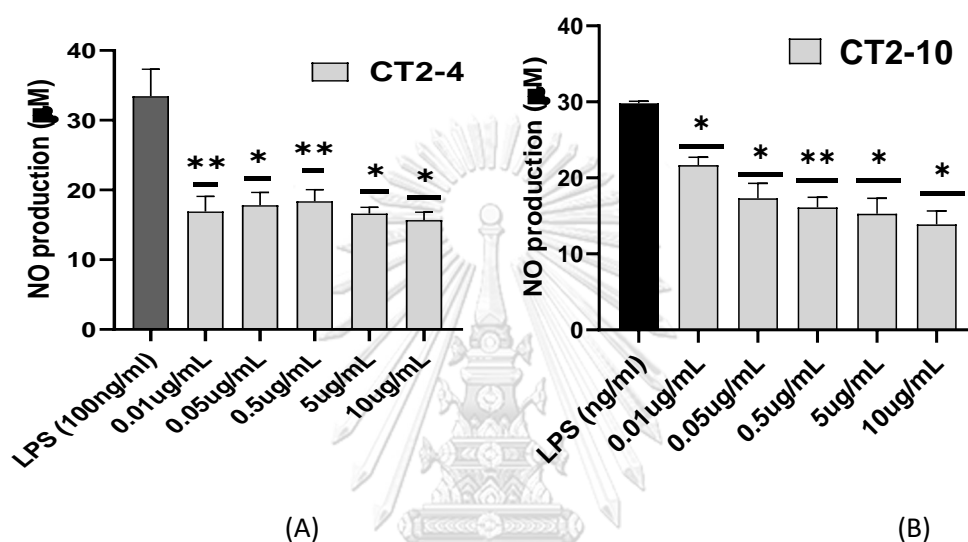 CT2-4
NO production (µM)
40
30
20
10
0
** * ** * *
LPS (100ng/ml)
0.01ug/mL
0.05ug/mL
0.5ug/mL
5ug/mL
10ug/mL
(A)
CT2-10
NO production (µM)
40
30
20
10
0
* * ** * *
LPS (ng/ml)
0.01ug/mL
0.05ug/mL
0.5ug/mL
5ug/mL
10ug/mL
(B)